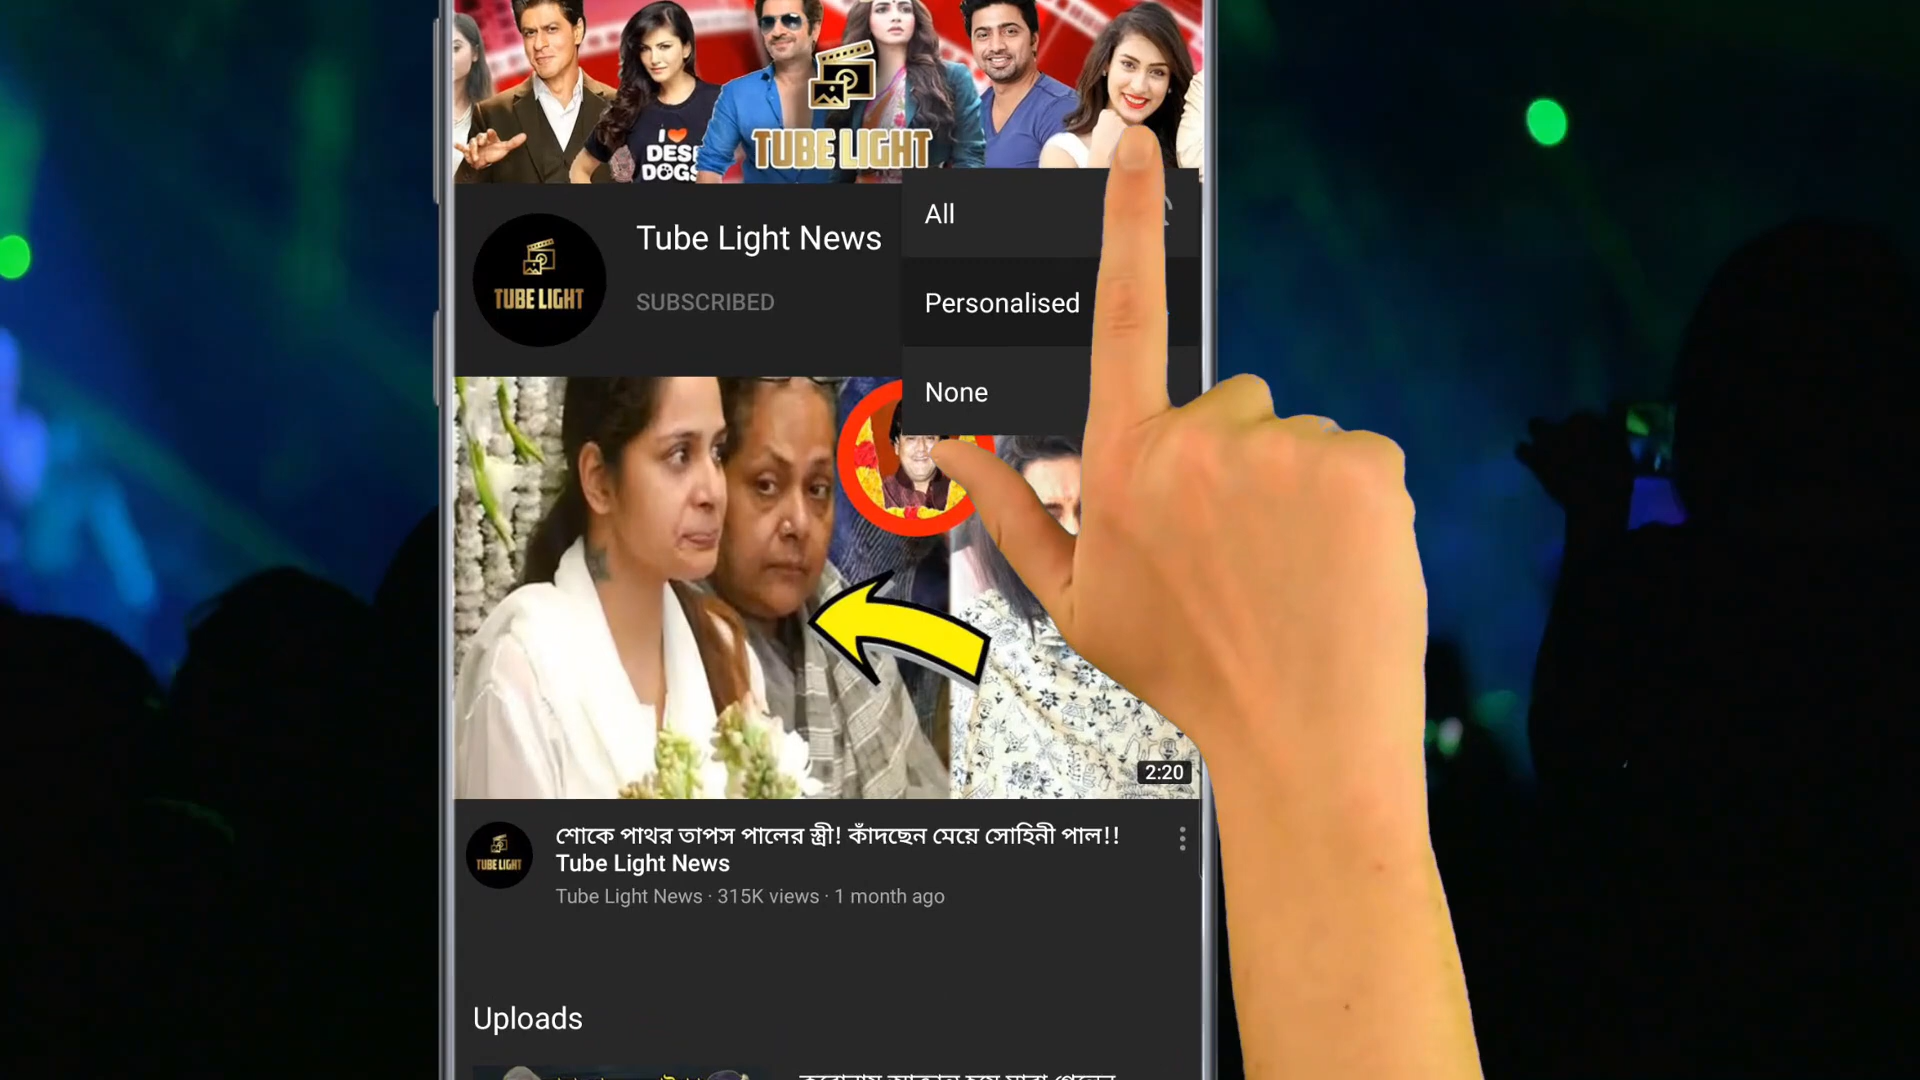 I ❤ DESI
DOGS
TUBE LIGHT
All
Tube Light News
TUBE LIGHT
SUBSCRIBED
Personalised
None
2:20
শোকে পাথর তাপস পালের স্ত্রী! কাঁদছেন মেয়ে সোহিনী পাল!!
Tube Light News
TUBE LIGHT
Tube Light News · 315K views · 1 month ago
Uploads